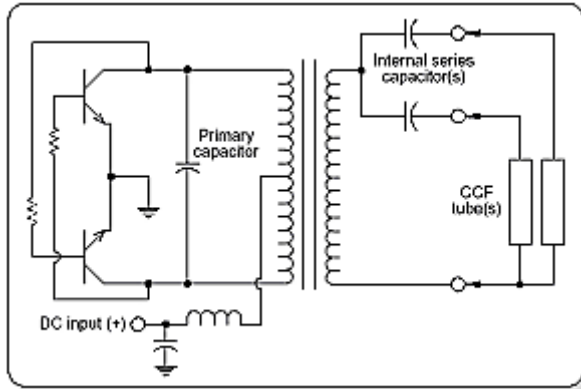 Internal series
capacitor(s)
Primary
capacitor
CCF
tube(s)
DC input (+)